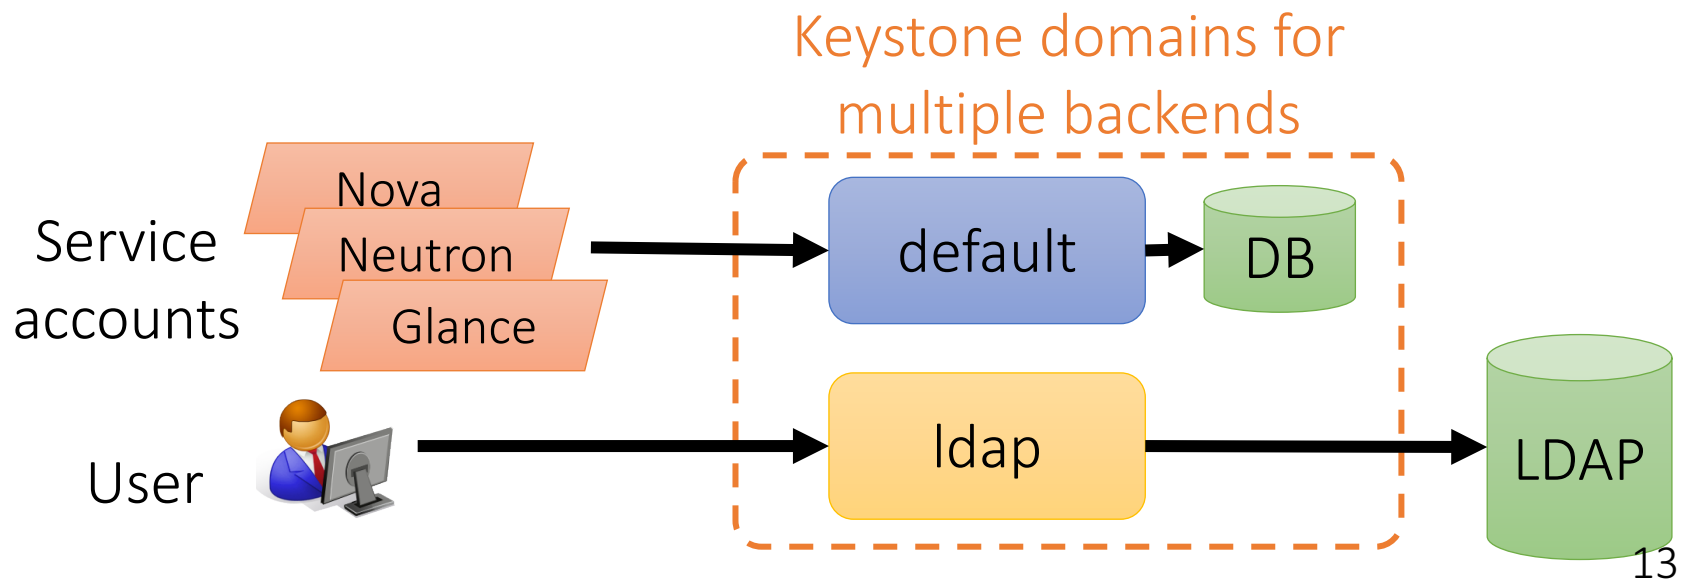 Keystone domains for
multiple backends
Service
accounts
Nova
Neutron
Glance
default
DB
User
ldap
LDAP
13